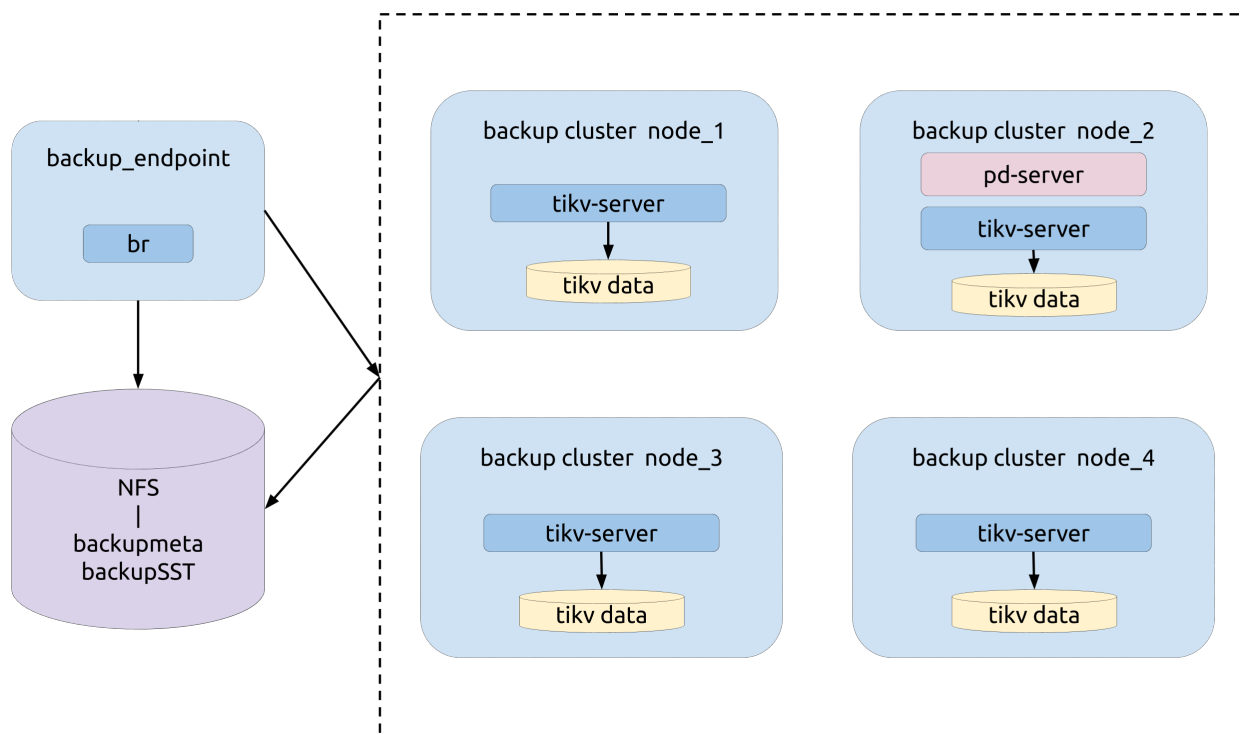 backup_endpoint
br
NFS
|
backupmeta
backupSST
backup cluster node_1
tikv-server
tikv data
backup cluster node_2
pd-server
tikv-server
tikv data
backup cluster node_3
tikv-server
tikv data
backup cluster node_4
tikv-server
tikv data